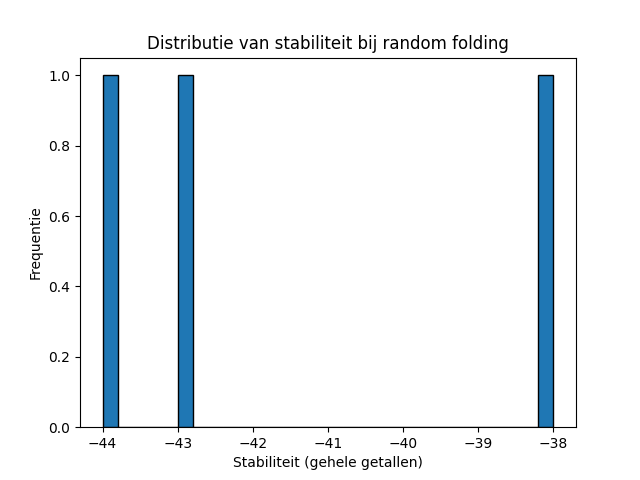 Distributie van stabiliteit bij random folding
1.0
0.8
0.6
0.4
0.2
0.0
Frequentie
−44 −43 −42 −41 −40 −39 −38
Stabiliteit (gehele getallen)